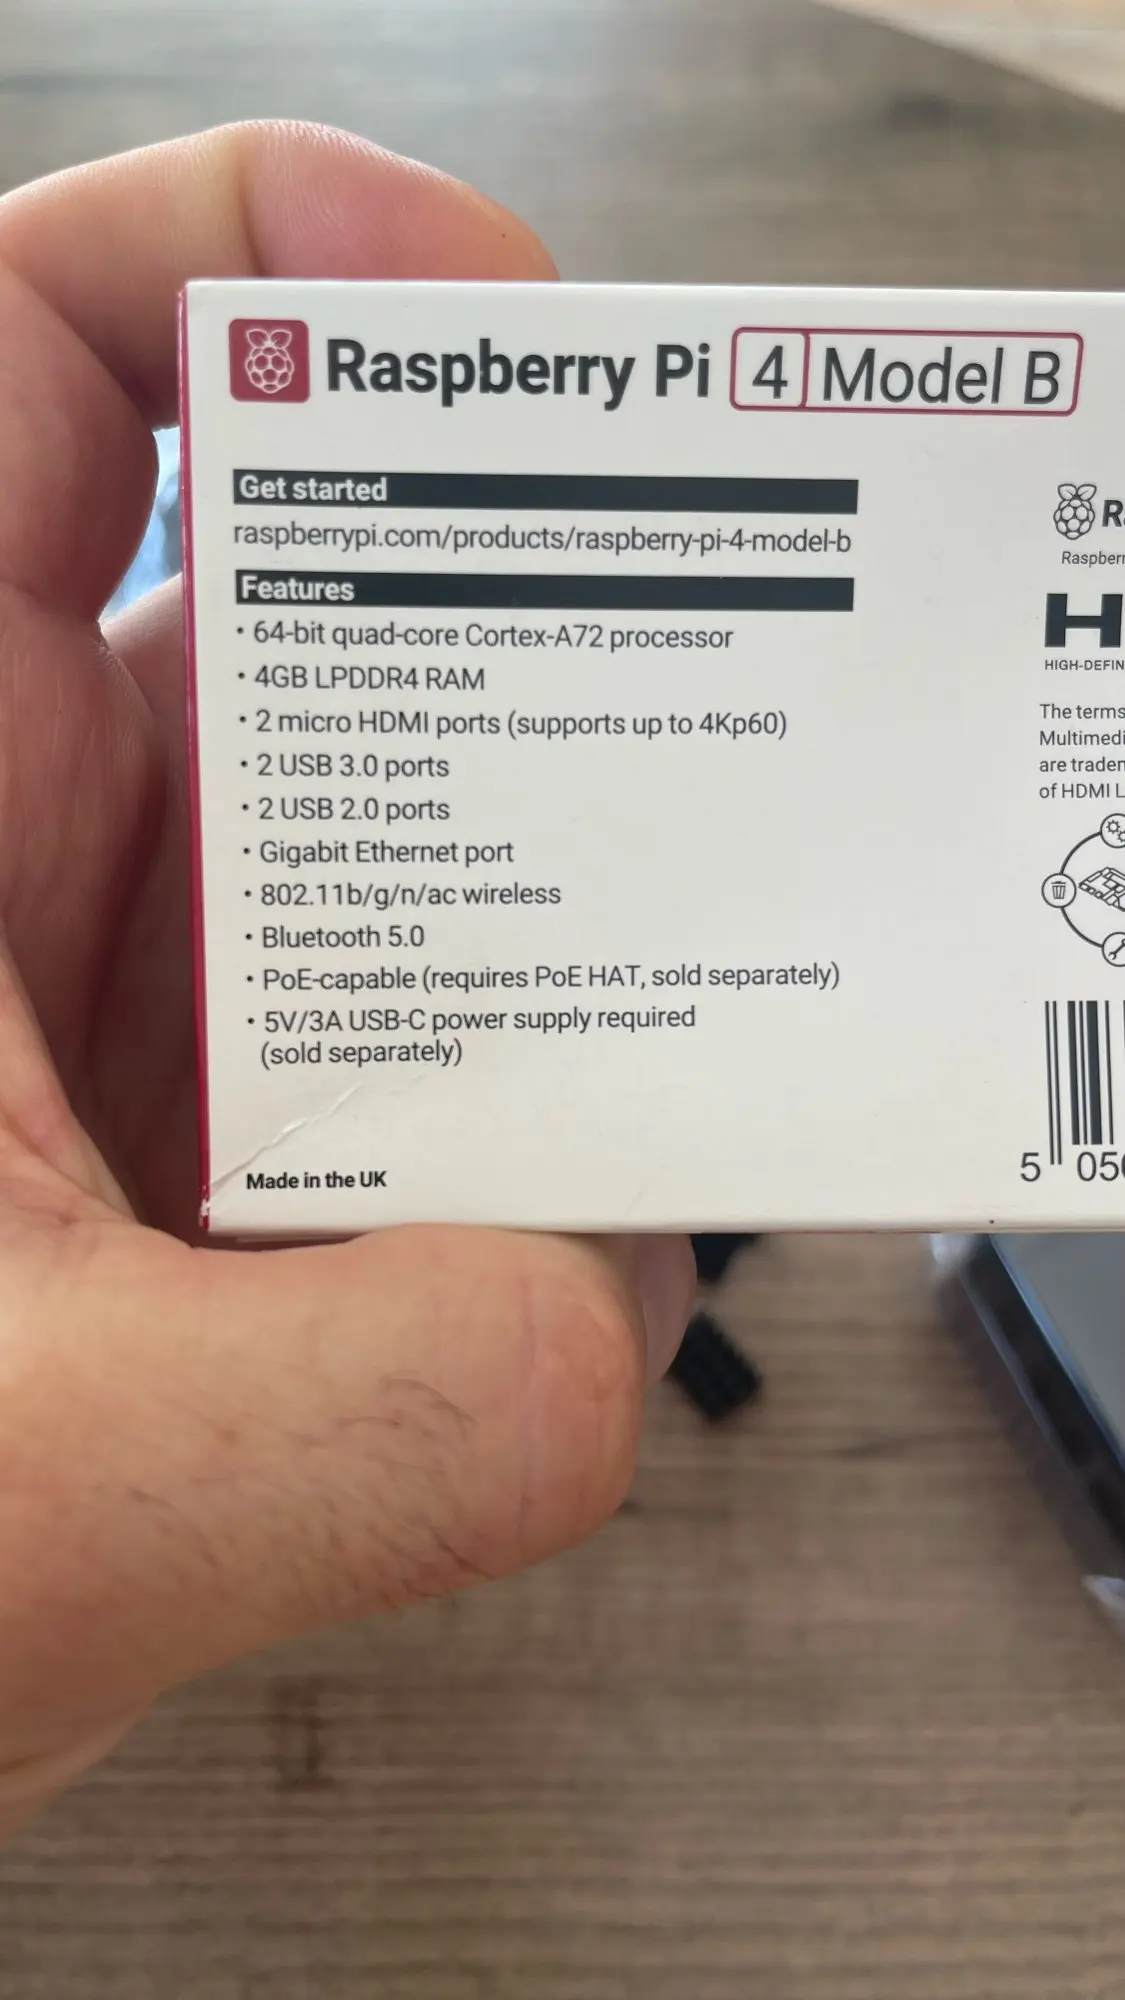 Raspberry Pi 4 Model B
Get started
raspberrypi.com/products/raspberry-pi-4-model-b
Features
• 64-bit quad-core Cortex-A72 processor
• 4GB LPDDR4 RAM
• 2 micro HDMI ports (supports up to 4Kp60)
• 2 USB 3.0 ports
• 2 USB 2.0 ports
• Gigabit Ethernet port
• 802.11b/g/n/ac wireless
• Bluetooth 5.0
• PoE-capable (requires PoE HAT, sold separately)
• 5V/3A USB-C power supply required
(sold separately)
Made in the UK
The terms
are
of HDMI
5 05